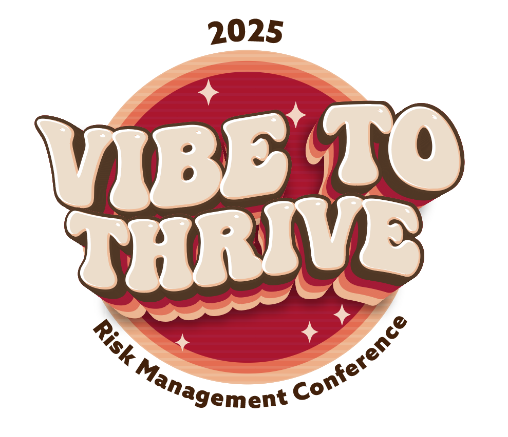 2025
VIBE TO
THRIVE
Risk Management Conference